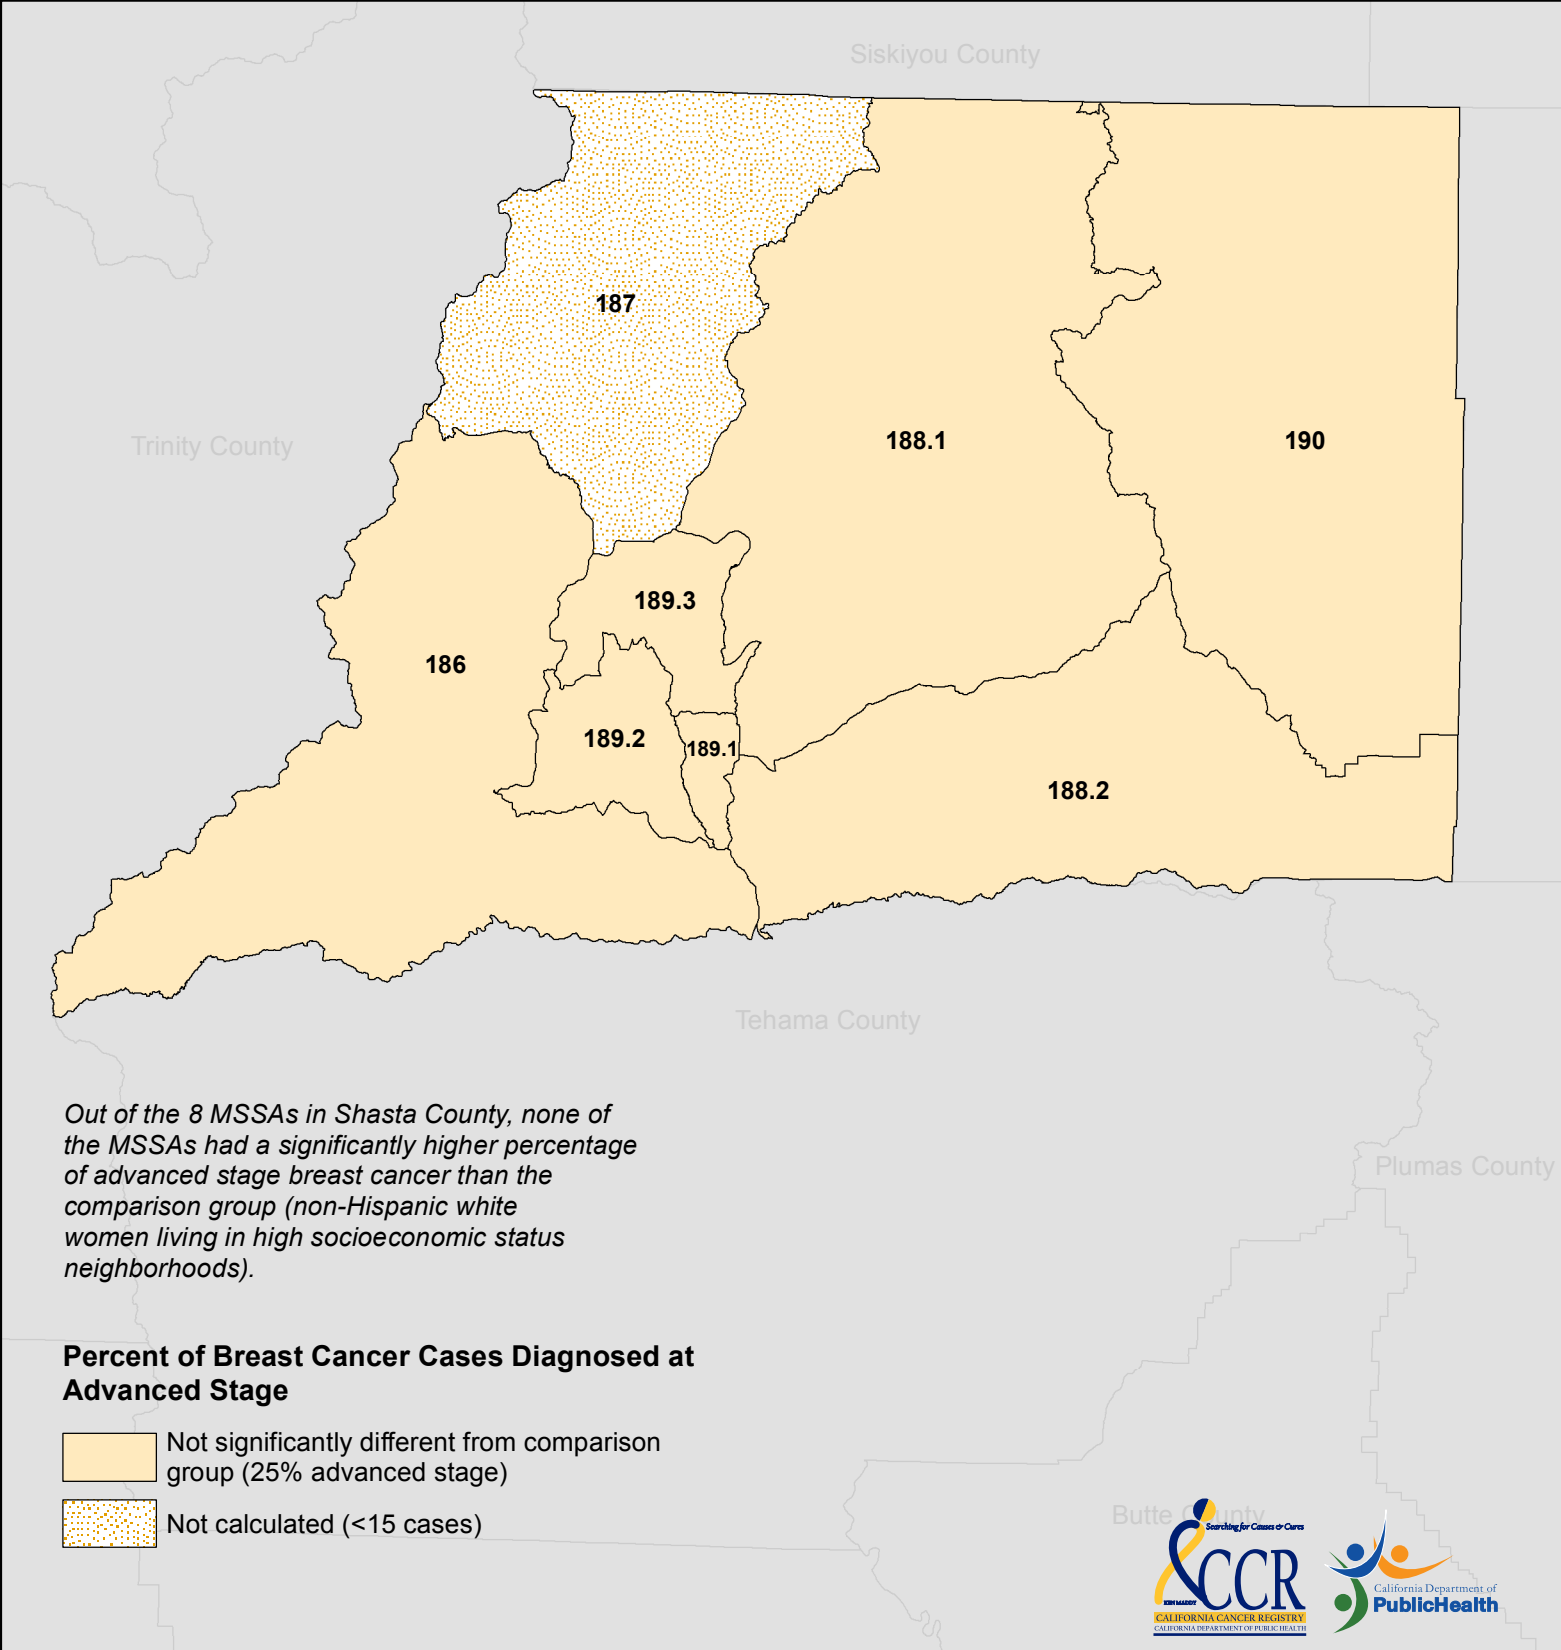 Siskiyou County
187
Trinity County
188.1
190
189.3
186
189.2
189.1
188.2
Tehama County
Out of the 8 MSSAs in Shasta County, none of
the MSSAs had a significantly higher percentage
of advanced stage breast cancer than the
comparison group (non-Hispanic white
women living in high socioeconomic status
neighborhoods).
Plumas County
Percent of Breast Cancer Cases Diagnosed at
Advanced Stage
Not significantly different from comparison
group (25% advanced stage)
Not calculated (<15 cases)
Butte County
Searching for Causes & Cures
CCR
KEN MADDY
CALIFORNIA CANCER REGISTRY
CALIFORNIA DEPARTMENT OF PUBLIC HEALTH
California Department of
PublicHealth